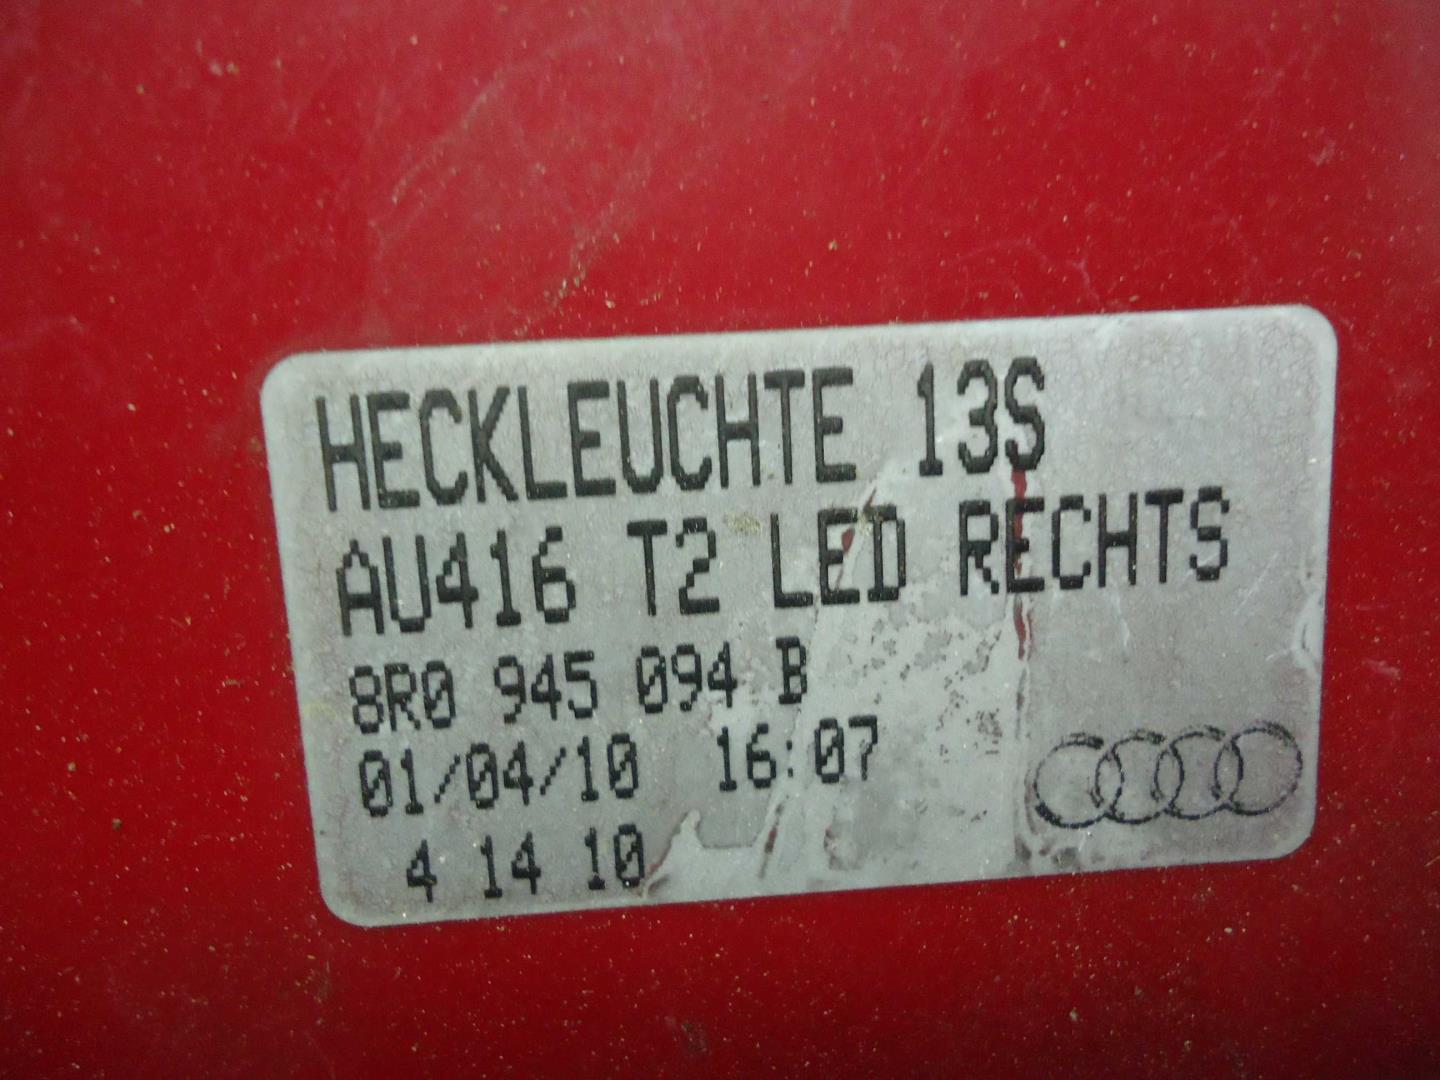 HECKLEUCHTE 13S
AU416 T2 LED RECHTS
8R0 945 094 B
01/04/10 16:07
4 14 10